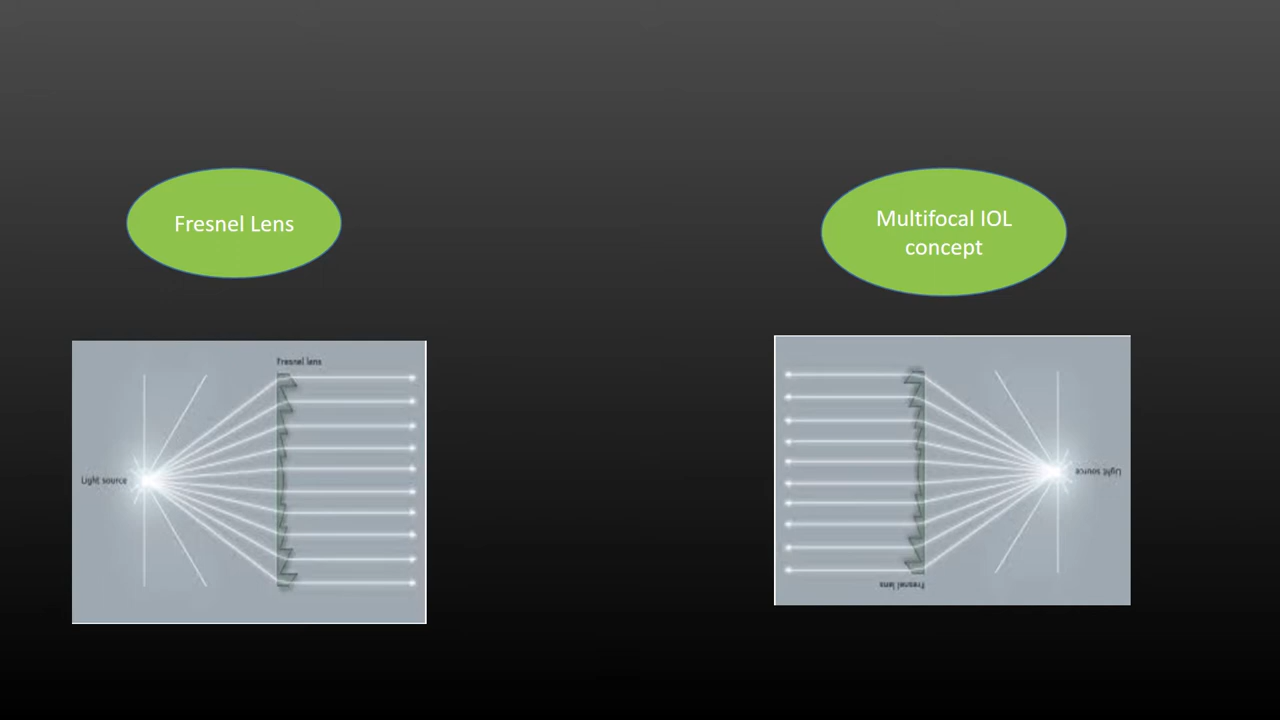 Fresnel Lens
Multifocal IOL
concept
Fresnel lens
Light source
Light source
Fresnel lens